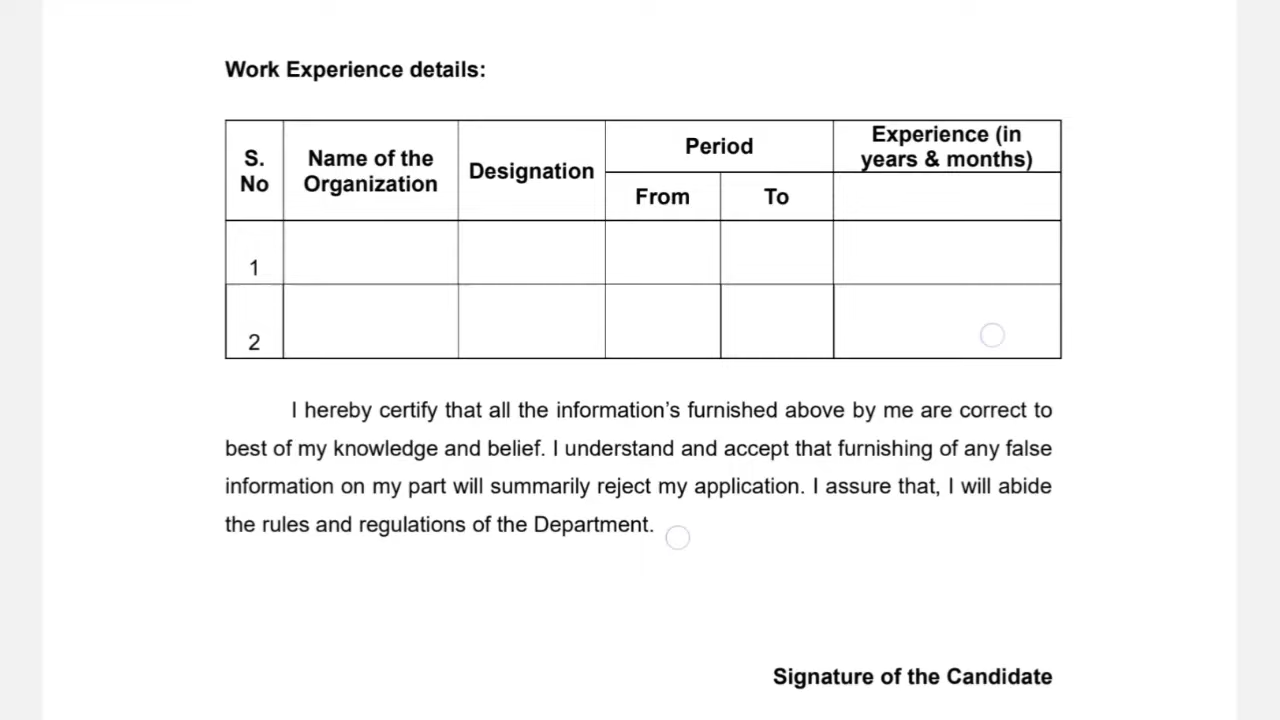 Work Experience details:
S. No
Name of the Organization
Designation
Period
Experience (in years & months)
From
To
1
2
I hereby certify that all the information’s furnished above by me are correct to
best of my knowledge and belief. I understand and accept that furnishing of any false
information on my part will summarily reject my application. I assure that, I will abide
the rules and regulations of the Department.
Signature of the Candidate